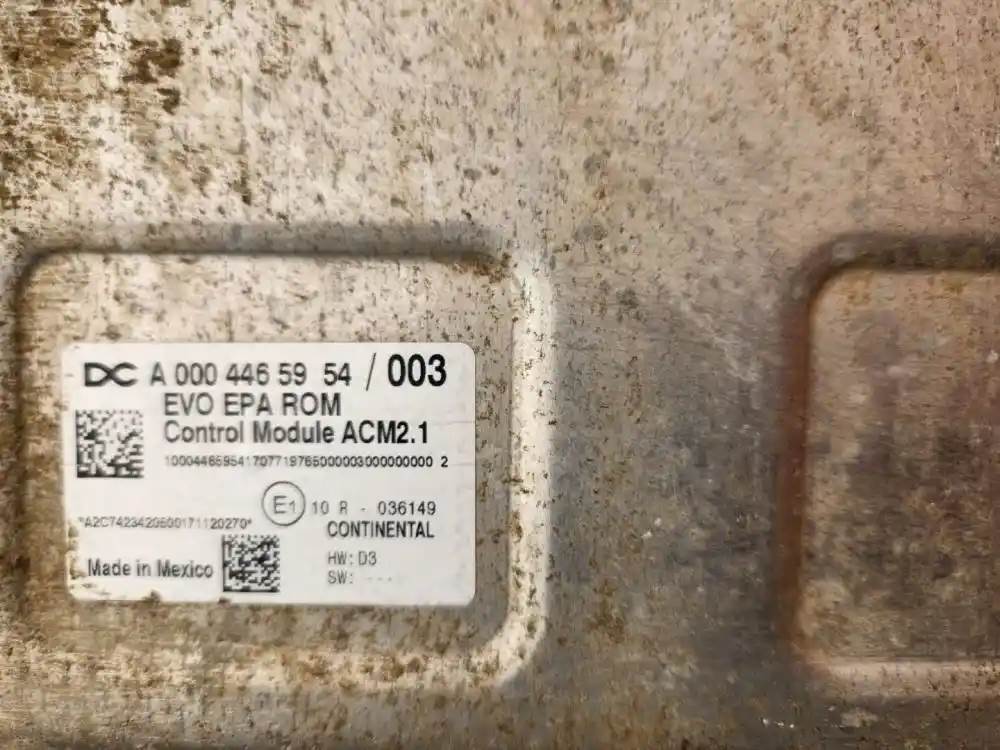 DC A 000 446 59 54 / 003
EVO EPA ROM
Control Module ACM2.1
10004465954170771976500000300000000 2
E1 10 R - 036149
*A2C7423420600171120270*
CONTINENTAL
Made in Mexico
HW: D3
SW: ---